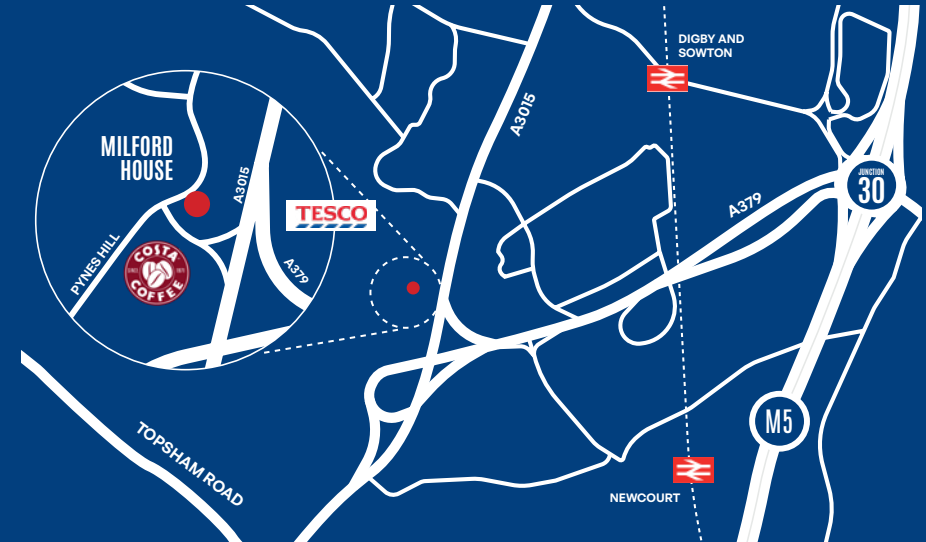 DIGBY AND
SOWTON
A3015
JUNCTION
30
A379
MILFORD
HOUSE
A3015
TESCO
PYNES HILL
COSTA
COFFEE
A379
M5
TOPSHAM ROAD
NEWCOURT